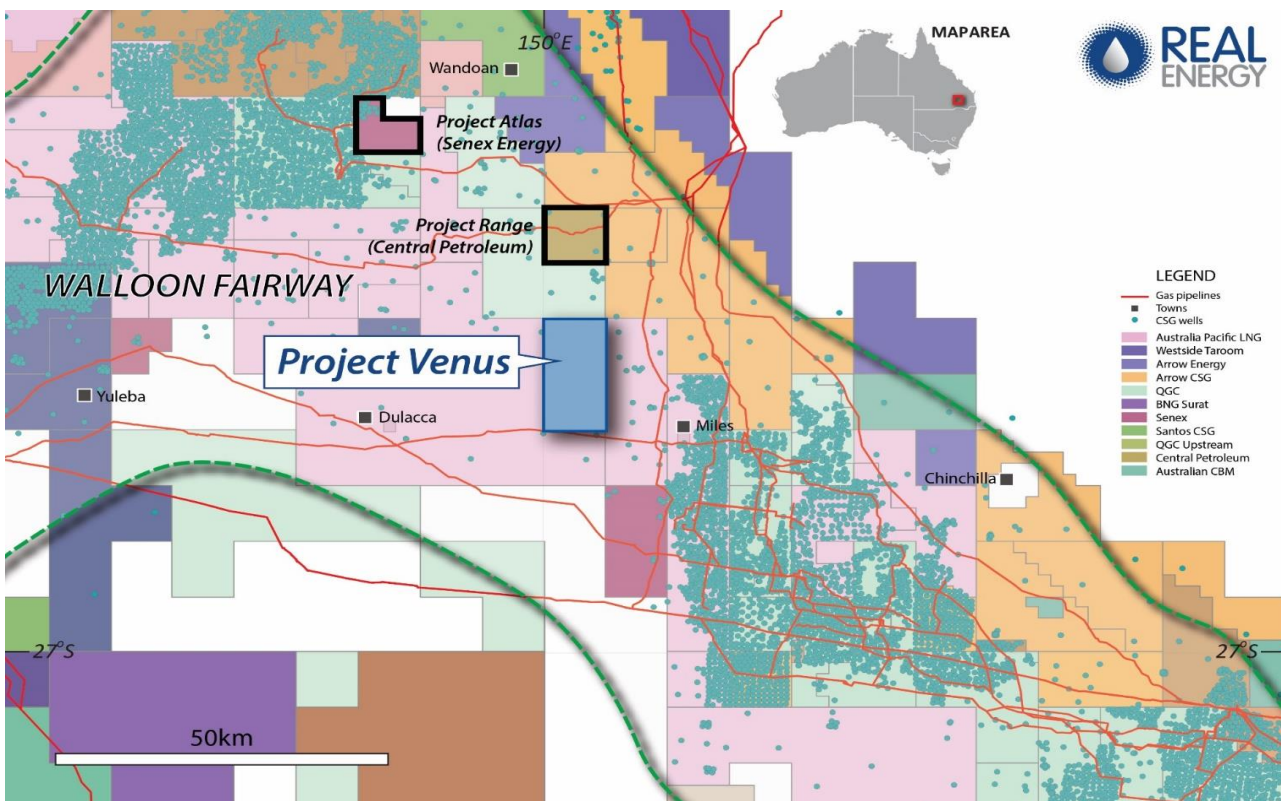 150°E
MAPAREA
REAL
ENERGY
Wandoan
Project Atlas
(Senex Energy)
Project Range
(Central Petroleum)
WALLOON FAIRWAY
Project Venus
LEGEND
Gas pipelines
Towns
CSG wells
Australia Pacific LNG
Westside Taroom
Arrow Energy
Arrow CSG
QGC
BNG Surat
Senex
Santos CSG
QGC Upstream
Central Petroleum
Australian CBM
Yuleba
Dulacca
Miles
Chinchilla
27°S
27°S
50km